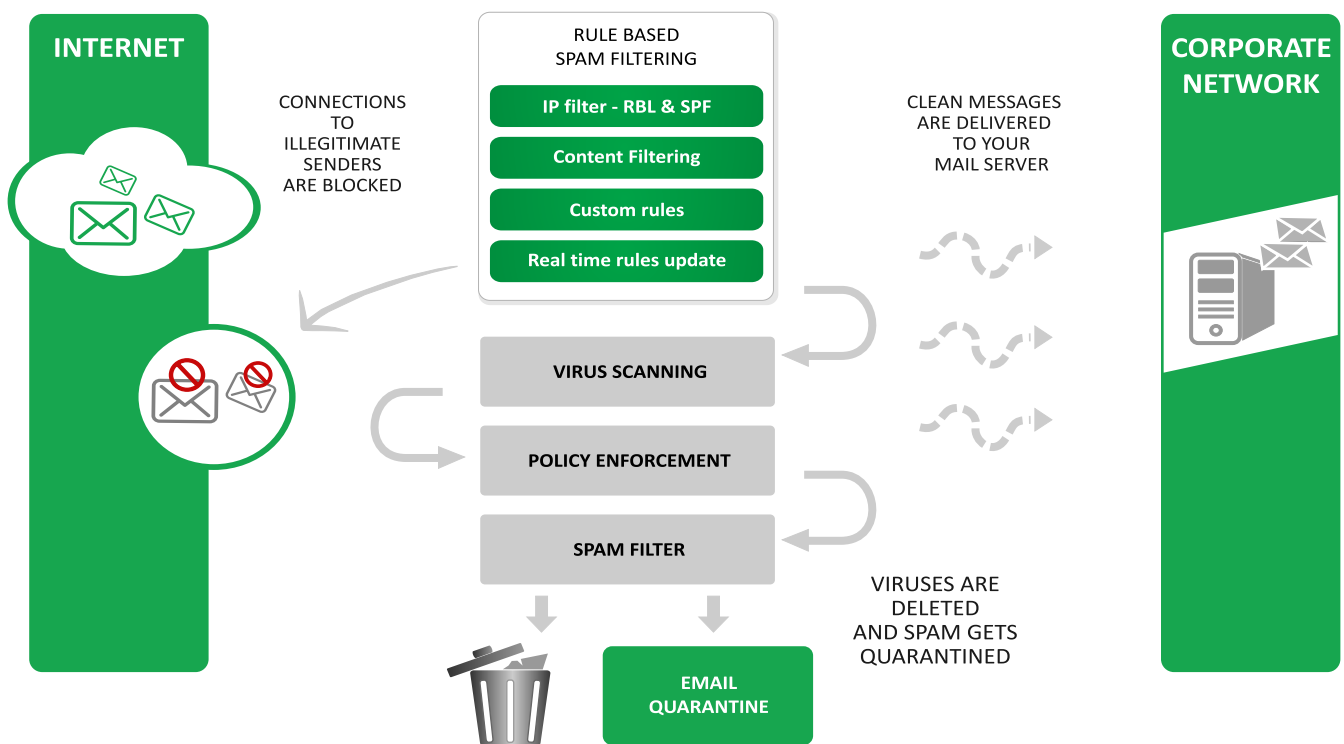 INTERNET
CONNECTIONS
TO
ILLEGITIMATE
SENDERS
ARE BLOCKED
RULE BASED
SPAM FILTERING
IP filter - RBL & SPF
Content Filtering
Custom rules
Real time rules update
VIRUS SCANNING
POLICY ENFORCEMENT
SPAM FILTER
EMAIL
QUARANTINE
CLEAN MESSAGES
ARE DELIVERED
TO YOUR
MAIL SERVER
VIRUSES ARE
DELETED
AND SPAM GETS
QUARANTINED
CORPORATE
NETWORK